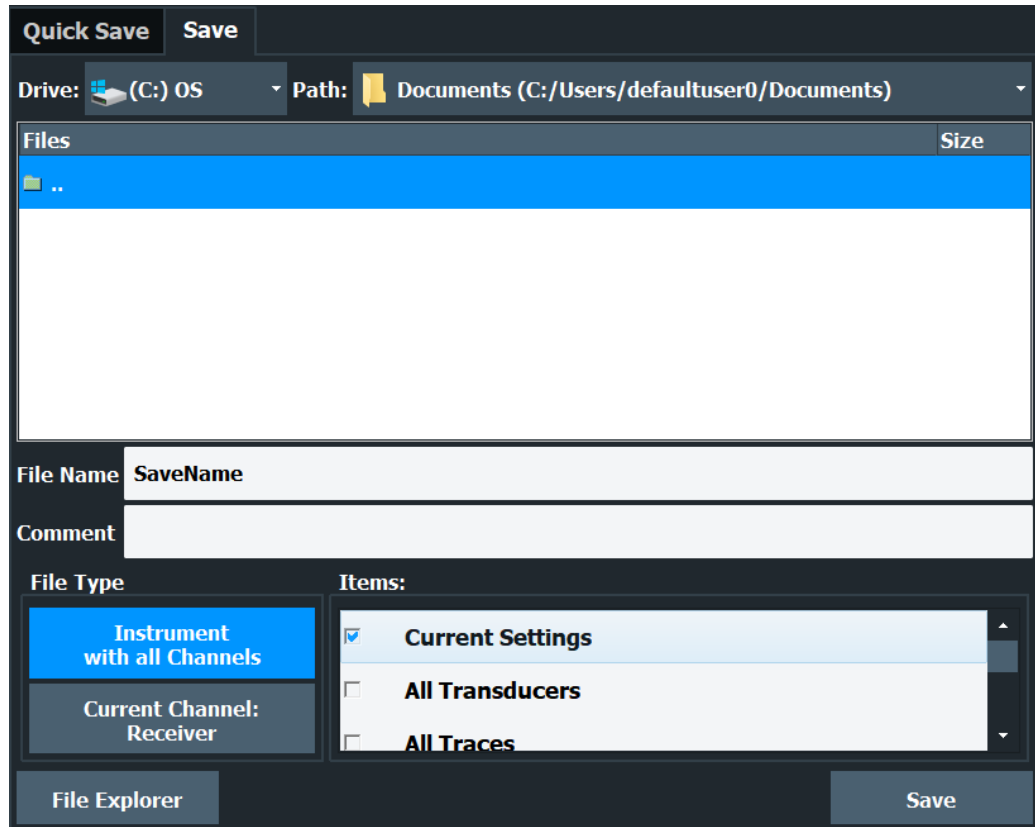 Quick Save Save
Drive: (C:) OS Path: Documents (C:/Users/defaultuser0/Documents)
Files Size
..
File Name SaveName
Comment
File Type Items:
Instrument
with all Channels
Current Channel:
Receiver
Current Settings
All Transducers
All Traces
File Explorer Save